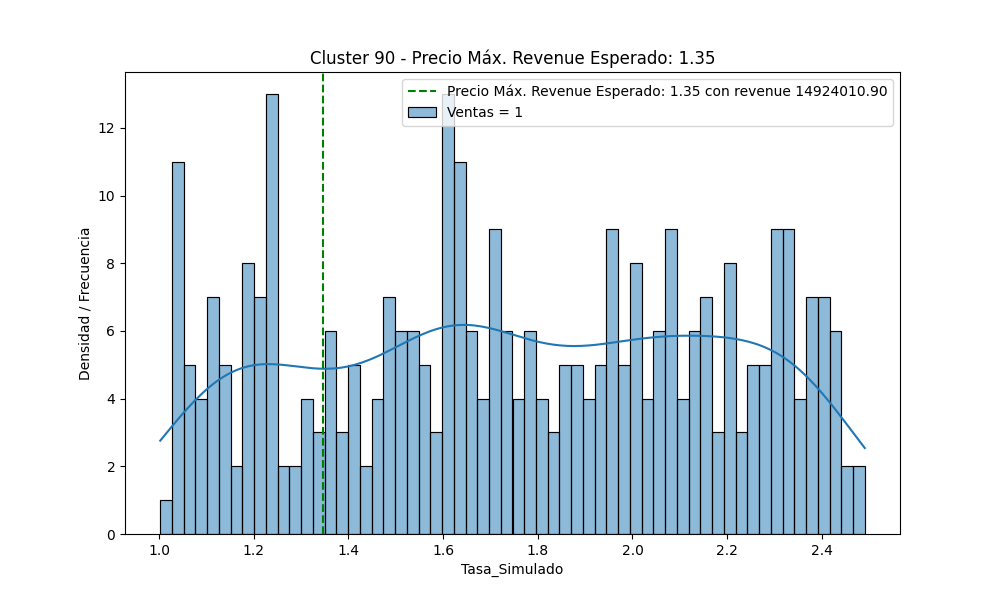 Cluster 90 - Precio Máx. Revenue Esperado: 1.35
Precio Máx. Revenue Esperado: 1.35 con revenue 14924010.90
Ventas = 1
Densidad / Frecuencia
12
10
8
6
4
2
0
1.0 1.2 1.4 1.6 1.8 2.0 2.2 2.4
Tasa_Simulado